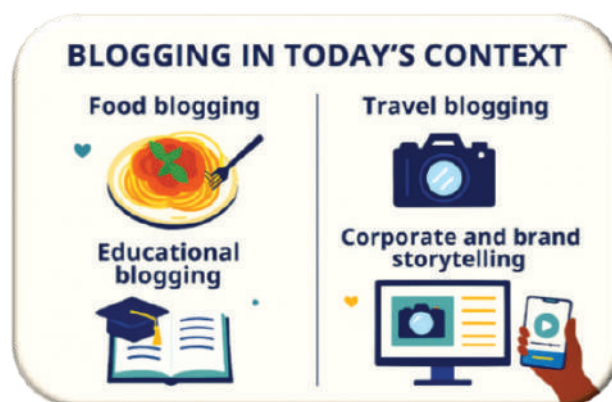 BLOGGING IN TODAY'S CONTEXT
Food blogging
Travel blogging
Educational
blogging
Corporate and brand
storytelling